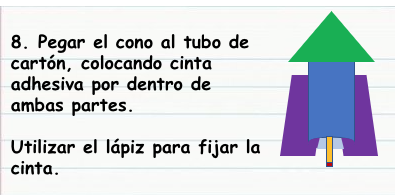 8. Pegar el cono al tubo de
cartón, colocando cinta
adhesiva por dentro de
ambas partes.
Utilizar el lápiz para fijar la
cinta.